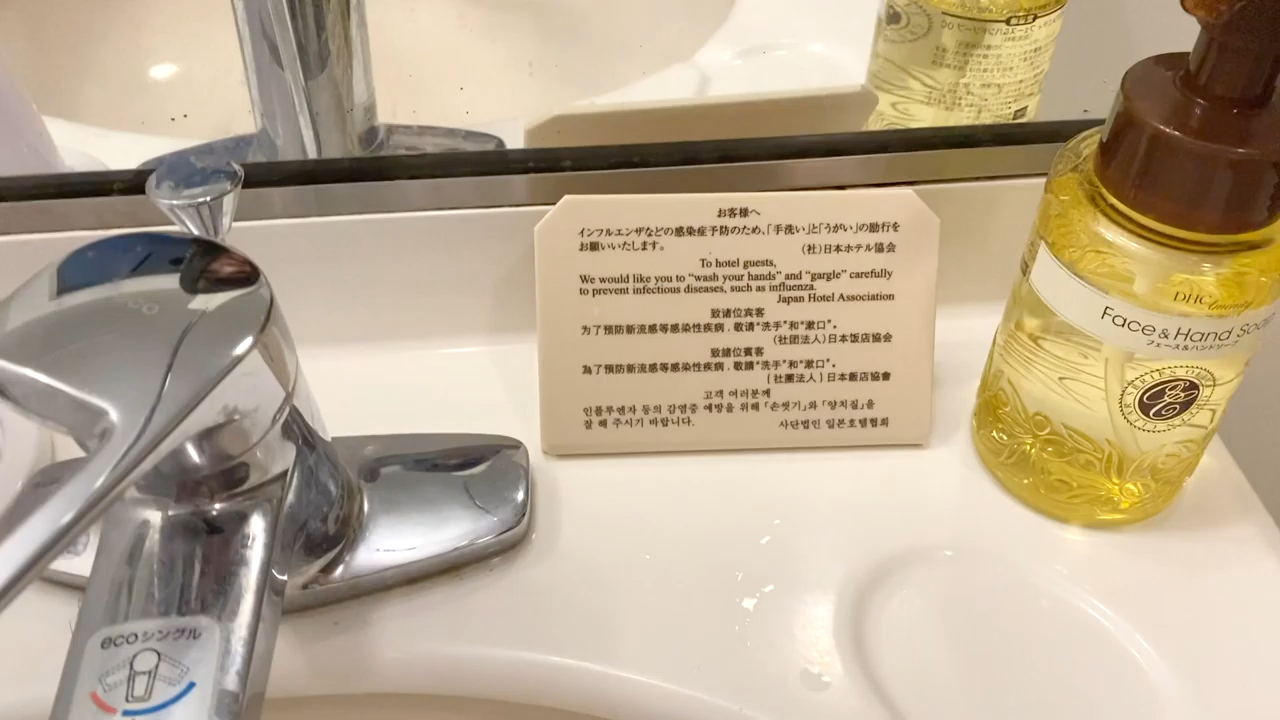 お客様へ
インフルエンザなどの感染症予防のため、「手洗い」と「うがい」の励行を
お願いいたします。 (社)日本ホテル協会
To hotel guests,
We would like you to “wash your hands” and “gargle” carefully
to prevent infectious diseases, such as influenza.
Japan Hotel Association
致诸位宾客
为了预防新流感等感染性疾病，敬请“洗手”和“漱口”。
(社团法人)日本饭店協会
致諸位賓客
為了預防新流感等感染性疾病，敬請“洗手”和“漱口”。
(社團法人)日本飯店協會
고객 여러분께
인플루엔자 등의 감염증 예방을 위해 「손씻기」와 「양치질」을
잘 해 주시기 바랍니다. 사단법인 일본호텔협회
DHC Amenity
Face & Hand Soap
フェース&ハンドソープ
eco
ecoシングル